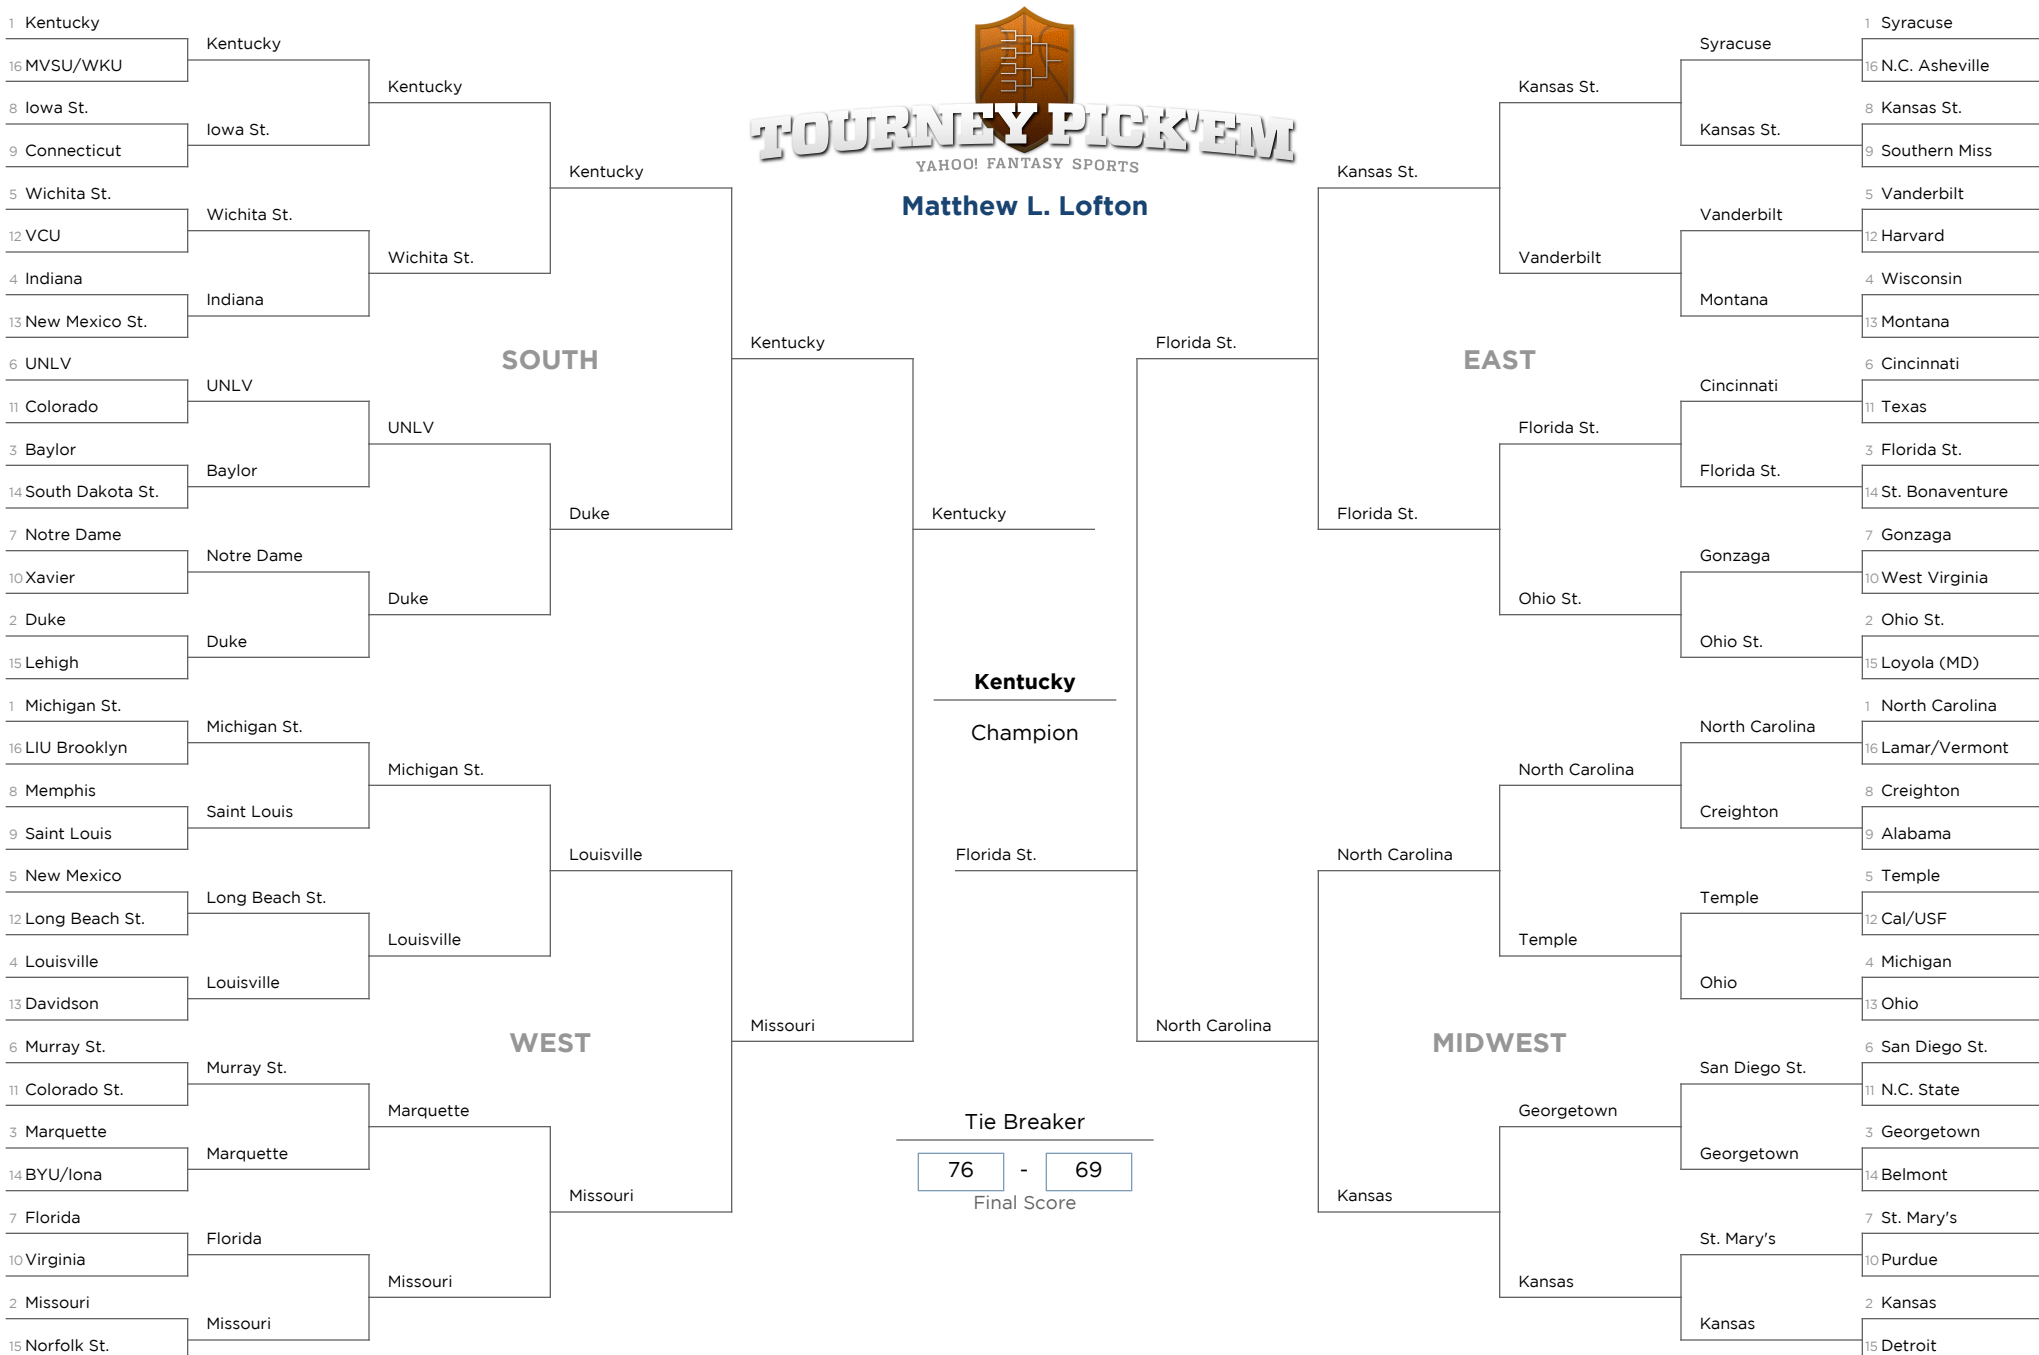 TOURNEY PICK'EM
YAHOO! FANTASY SPORTS
Matthew L. Lofton
1 Kentucky
16 MVSU/WKU
8 Iowa St.
9 Connecticut
5 Wichita St.
12 VCU
4 Indiana
13 New Mexico St.
6 UNLV
11 Colorado
3 Baylor
14 South Dakota St.
7 Notre Dame
10 Xavier
2 Duke
15 Lehigh
1 Michigan St.
16 LIU Brooklyn
8 Memphis
9 Saint Louis
5 New Mexico
12 Long Beach St.
4 Louisville
13 Davidson
6 Murray St.
11 Colorado St.
3 Marquette
14 BYU/Iona
7 Florida
10 Virginia
2 Missouri
15 Norfolk St.
Kentucky
Iowa St.
Wichita St.
Indiana
UNLV
Baylor
Notre Dame
Duke
Michigan St.
Saint Louis
Long Beach St.
Louisville
Murray St.
Marquette
Florida
Missouri
Kentucky
Wichita St.
UNLV
Duke
Michigan St.
Louisville
Marquette
Missouri
SOUTH
WEST
Kentucky
Duke
Louisville
Missouri
Kentucky
Missouri
Kentucky
Kentucky
Champion
Florida St.
Tie Breaker
76 - 69
Final Score
Florida St.
North Carolina
Kansas St.
Florida St.
North Carolina
Kansas
EAST
MIDWEST
Kansas St.
Vanderbilt
Florida St.
Ohio St.
North Carolina
Temple
Georgetown
Kansas
Syracuse
Kansas St.
Vanderbilt
Montana
Cincinnati
Florida St.
Gonzaga
Ohio St.
North Carolina
Creighton
Temple
Ohio
San Diego St.
Georgetown
St. Mary's
Kansas
1 Syracuse
16 N.C. Asheville
8 Kansas St.
9 Southern Miss
5 Vanderbilt
12 Harvard
4 Wisconsin
13 Montana
6 Cincinnati
11 Texas
3 Florida St.
14 St. Bonaventure
7 Gonzaga
10 West Virginia
2 Ohio St.
15 Loyola (MD)
1 North Carolina
16 Lamar/Vermont
8 Creighton
9 Alabama
5 Temple
12 Cal/USF
4 Michigan
13 Ohio
6 San Diego St.
11 N.C. State
3 Georgetown
14 Belmont
7 St. Mary's
10 Purdue
2 Kansas
15 Detroit